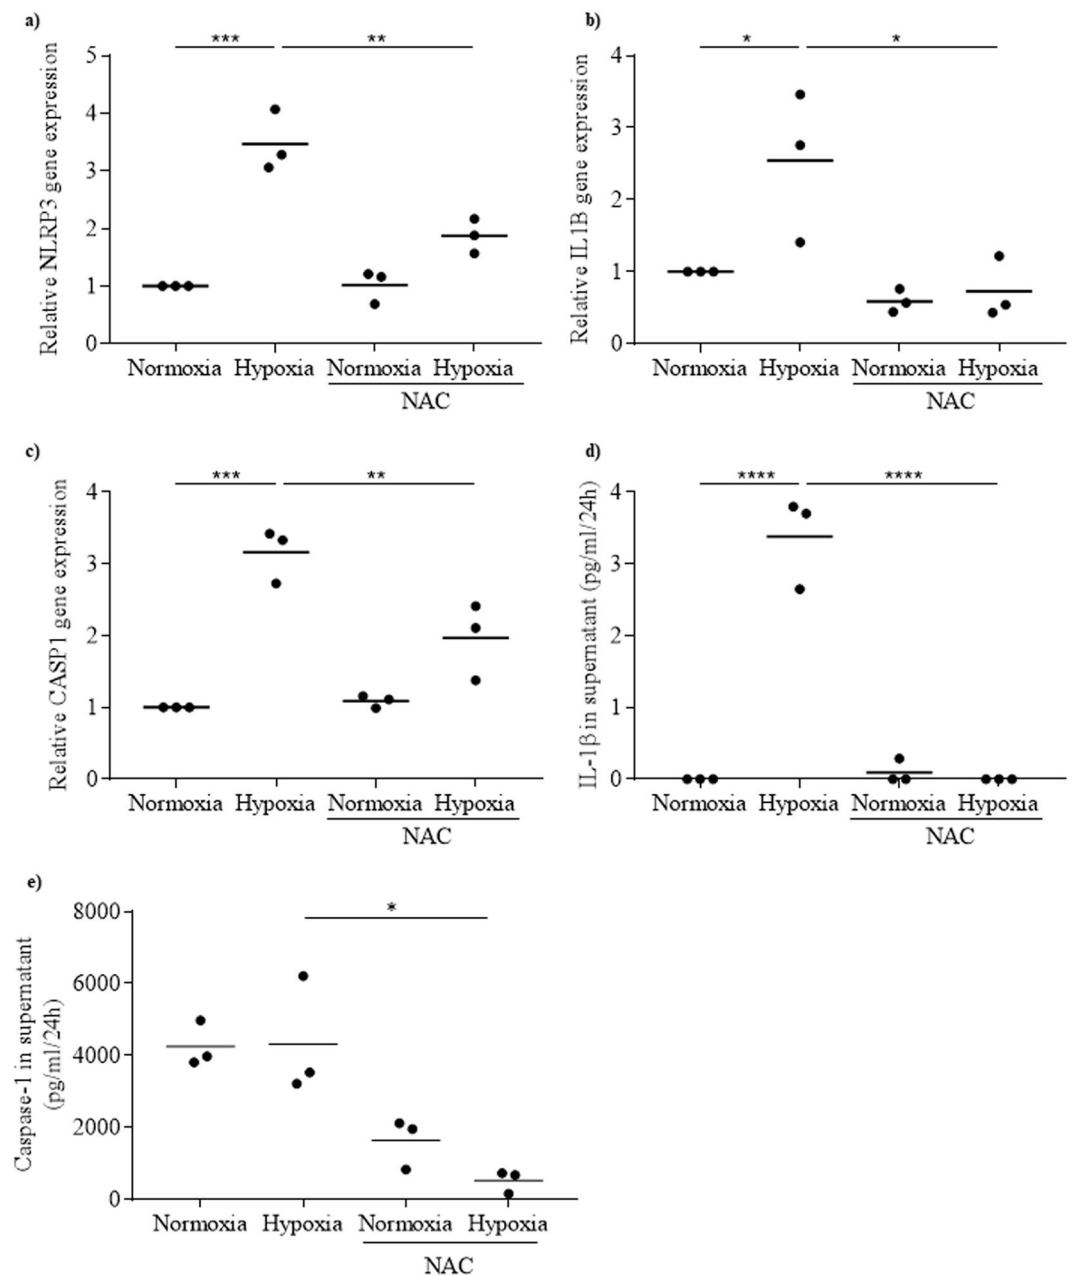 a)
*** **
Relative NLRP3 gene expression
5
4
3
2
1
0
Normoxia Hypoxia Normoxia Hypoxia
NAC
b)
* *
Relative IL1B gene expression
4
3
2
1
0
Normoxia Hypoxia Normoxia Hypoxia
NAC
c)
*** **
Relative CASP1 gene expression
4
3
2
1
0
Normoxia Hypoxia Normoxia Hypoxia
NAC
d)
**** ****
IL-1β in supernatant (pg/ml/24h)
4
3
2
1
0
Normoxia Hypoxia Normoxia Hypoxia
NAC
e)
*
Caspase-1 in supernatant
(pg/ml/24h)
8000
6000
4000
2000
0
Normoxia Hypoxia Normoxia Hypoxia
NAC